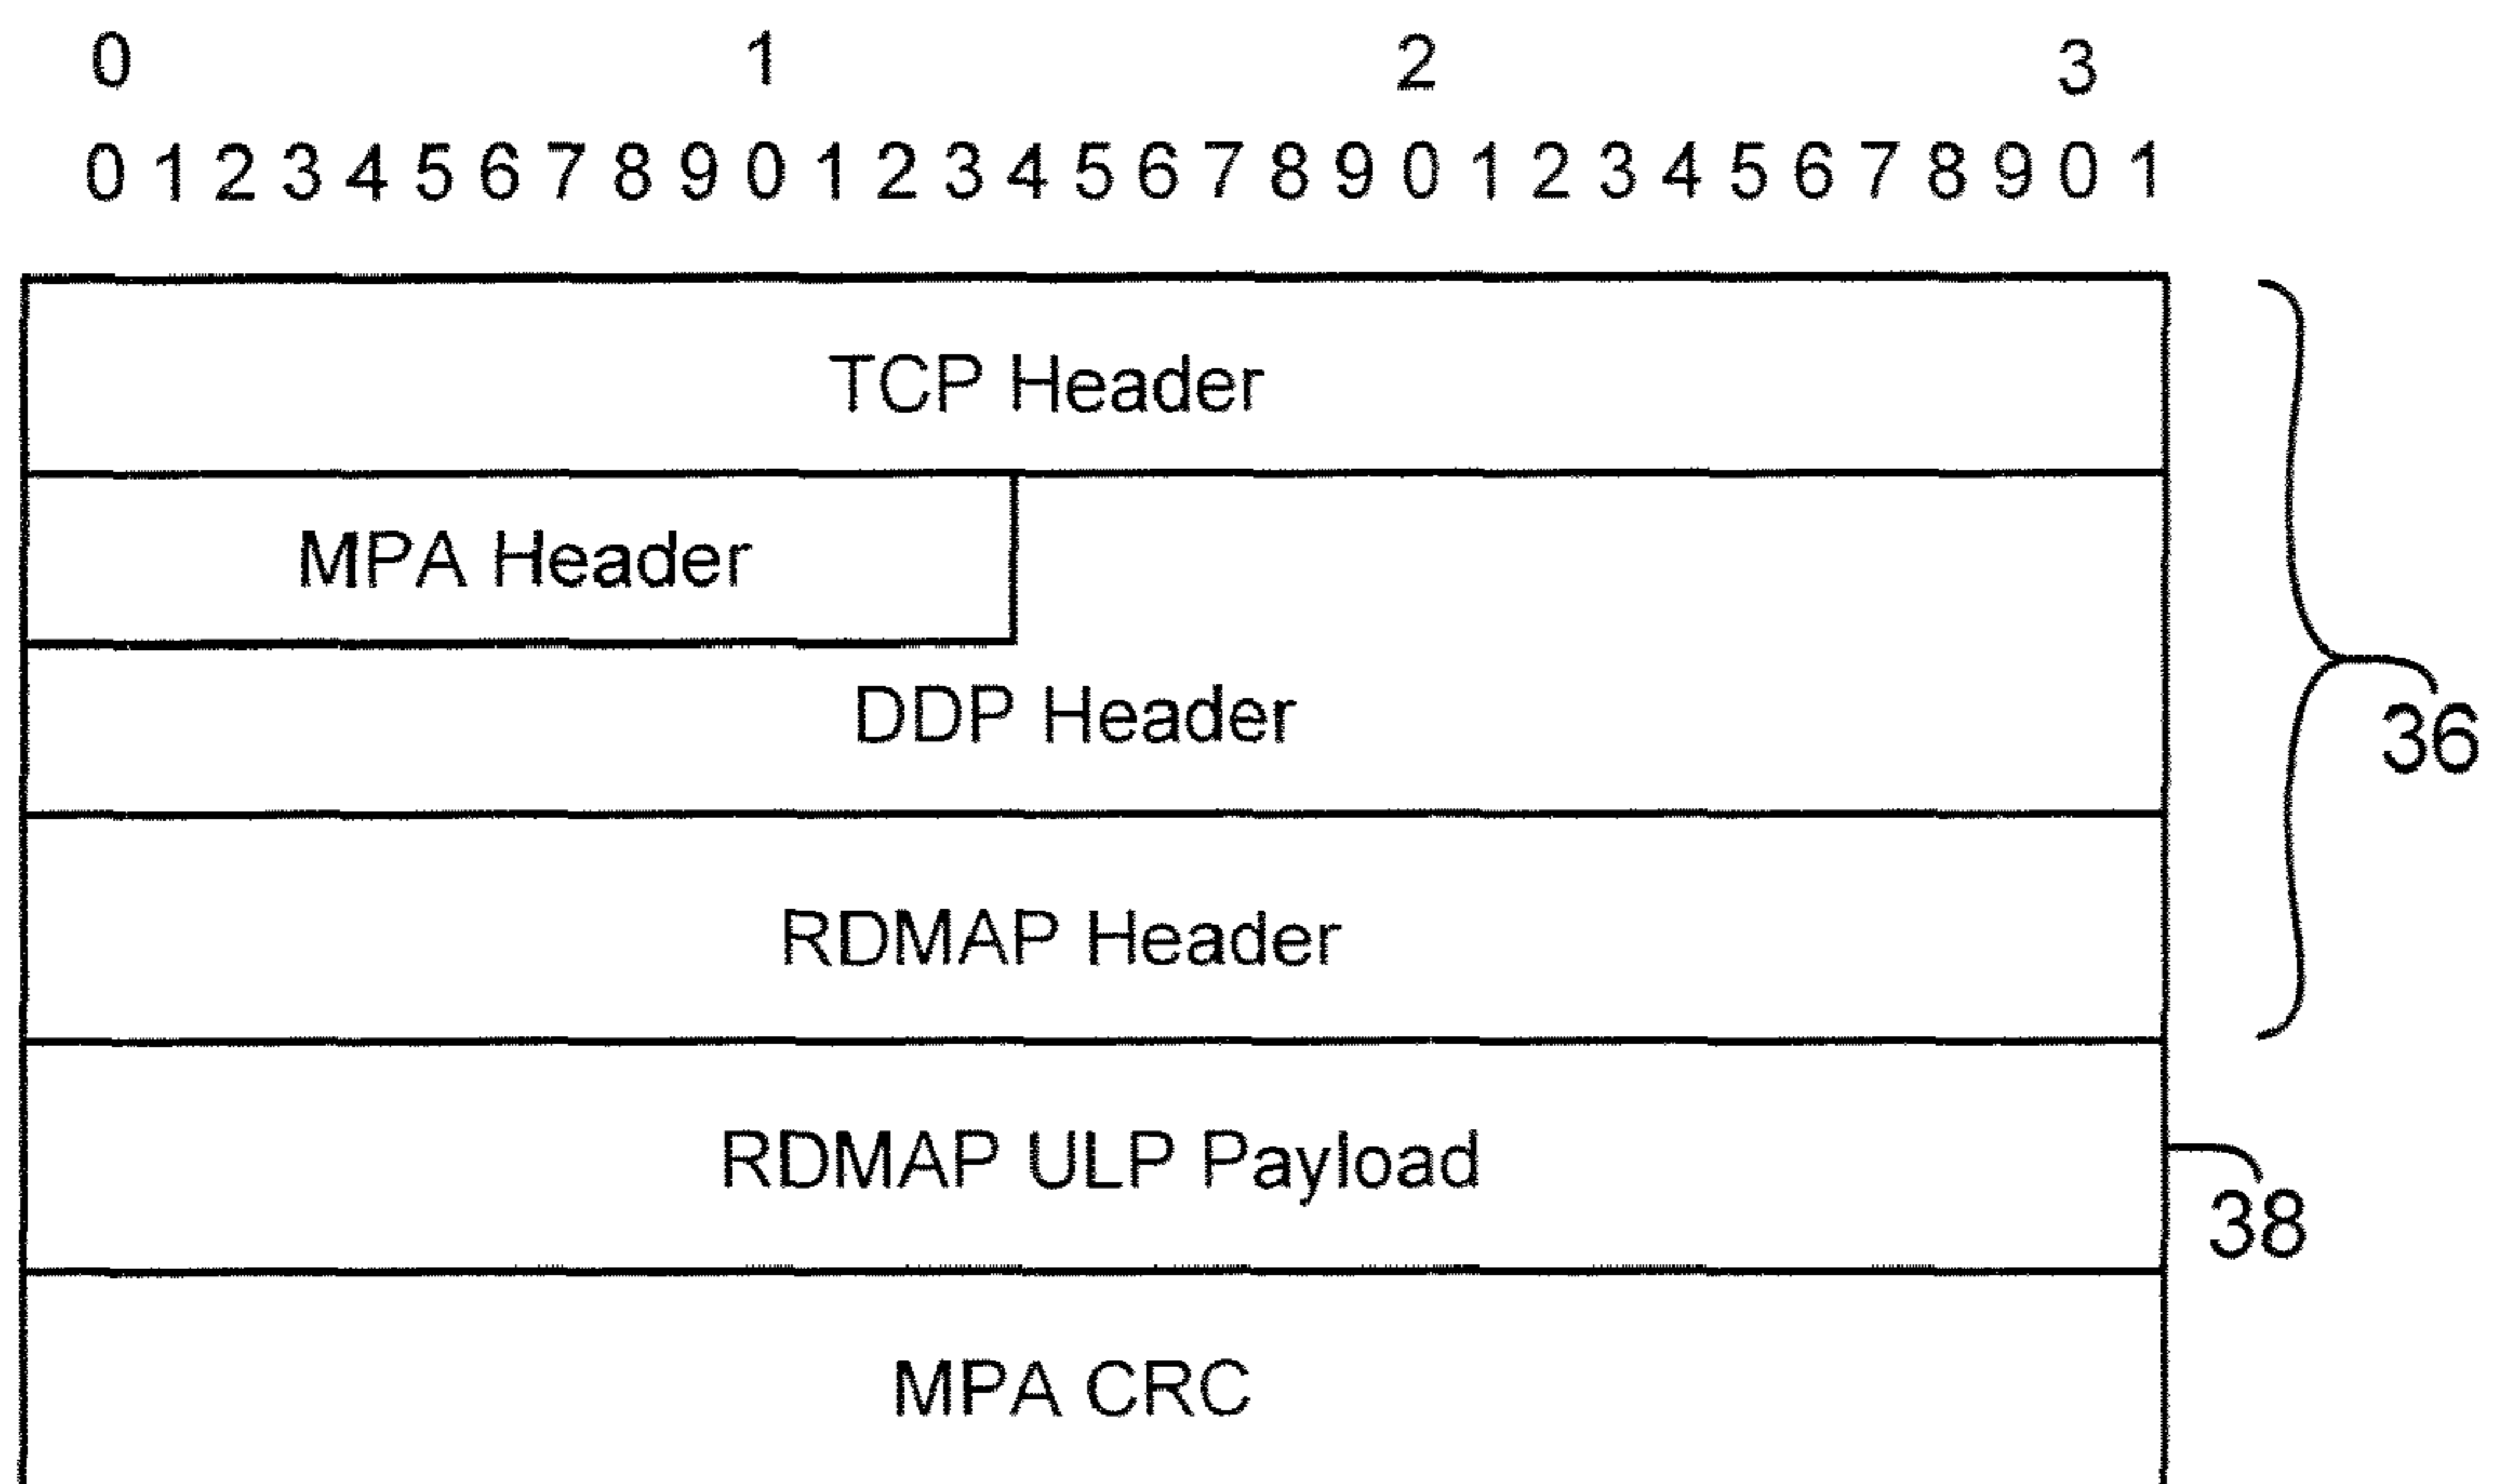 0 1 2 3
0 1 2 3 4 5 6 7 8 9 0 1 2 3 4 5 6 7 8 9 0 1 2 3 4 5 6 7 8 9 0 1
TCP Header
MPA Header
DDP Header
36
RDMAP Header
RDMAP ULP Payload
38
MPA CRC